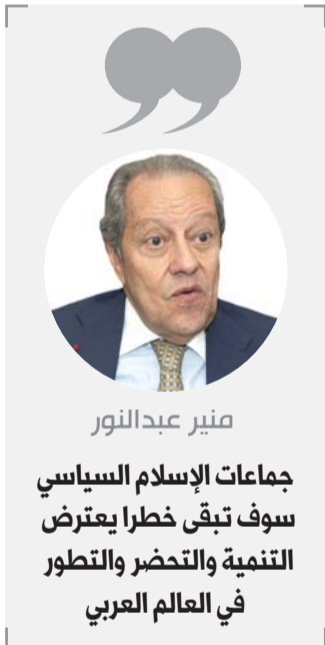 منير عبدالنور
جماعات الإسلام السياسي
سوف تبقى خطرا يعترض
التنمية والتحضر والتطور
في العالم العربي